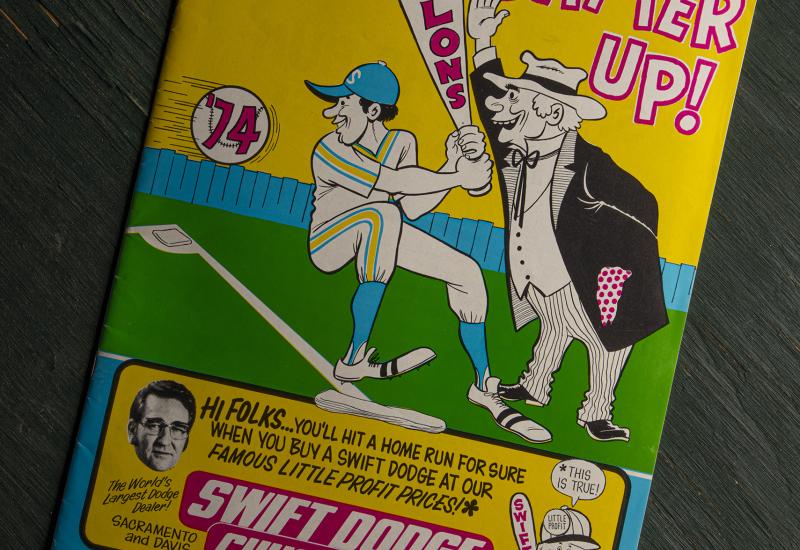 TER
UP!
LONS
S
'74
HI FOLKS...YOU'LL HIT A HOME RUN FOR SURE
WHEN YOU BUY A SWIFT DODGE AT OUR
FAMOUS LITTLE PROFIT PRICES!*
The World's
Largest Dodge
Dealer!
SACRAMENTO
and DAVIS
SWIFT DODGE
*THIS
IS TRUE!
LITTLE
PROFIT
SWIF